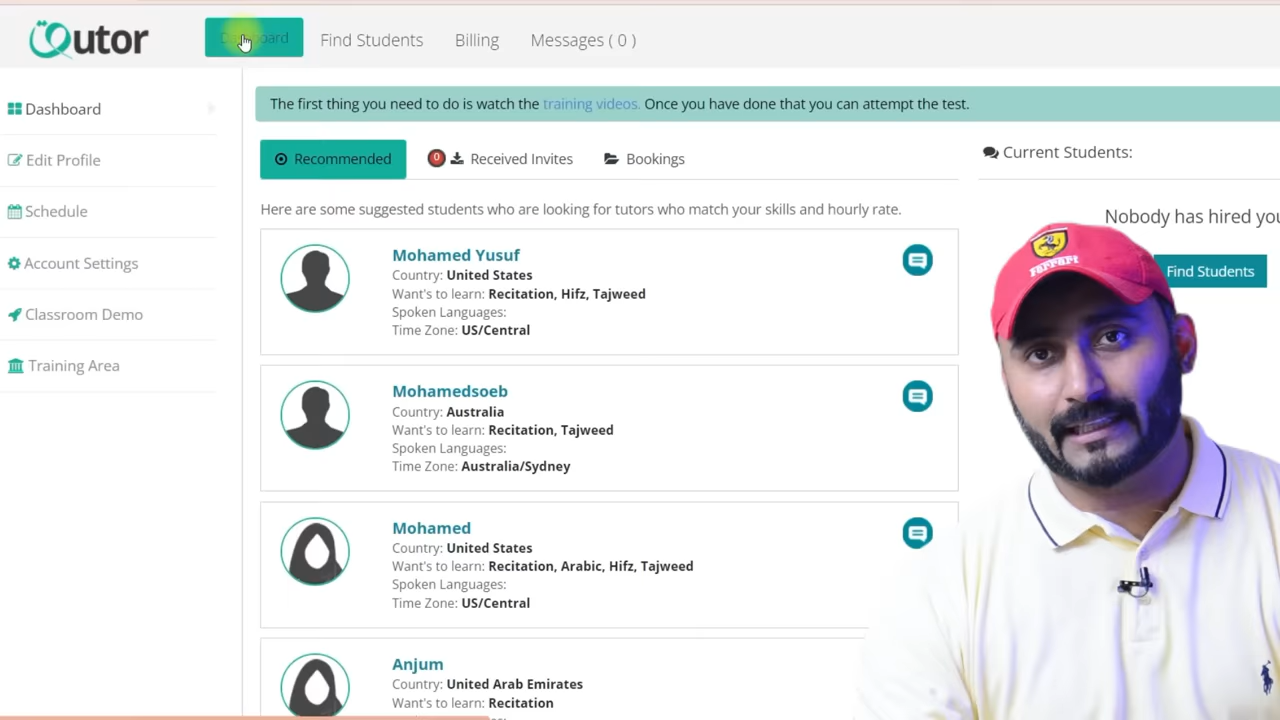 Qutor
Dashboard
Find Students
Billing
Messages ( 0 )
Dashboard
Edit Profile
Schedule
Account Settings
Classroom Demo
Training Area
The first thing you need to do is watch the training videos. Once you have done that you can attempt the test.
Recommended
0 Received Invites
Bookings
Here are some suggested students who are looking for tutors who match your skills and hourly rate.
Mohamed Yusuf
Country: United States
Want's to learn: Recitation, Hifz, Tajweed
Spoken Languages:
Time Zone: US/Central
Mohamedsoeb
Country: Australia
Want's to learn: Recitation, Tajweed
Spoken Languages:
Time Zone: Australia/Sydney
Mohamed
Country: United States
Want's to learn: Recitation, Arabic, Hifz, Tajweed
Spoken Languages:
Time Zone: US/Central
Anjum
Country: United Arab Emirates
Want's to learn: Recitation
Current Students:
Nobody has hired
Find Students
Ferrari